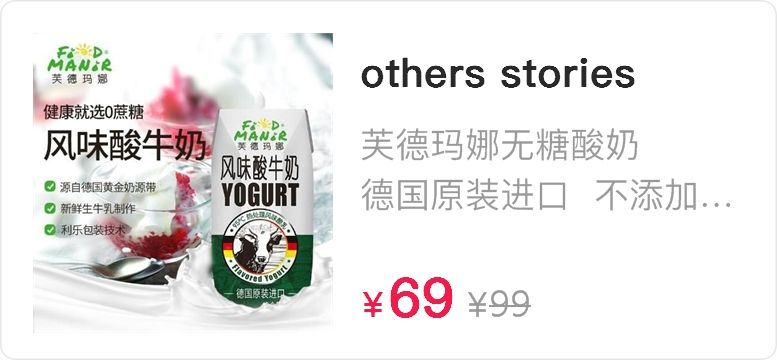 FOOD
MANOR
芙德玛娜
健康就选0蔗糖
风味酸牛奶
源自德国黄金奶源带
新鲜生牛乳制作
利乐包装技术
FOOD
MANOR
芙德玛娜
风味酸牛奶
YOGURT
Flavored Yogurt
德国原装进口
others stories
芙德玛娜无糖酸奶
德国原装进口 不添加...
¥69 ¥99